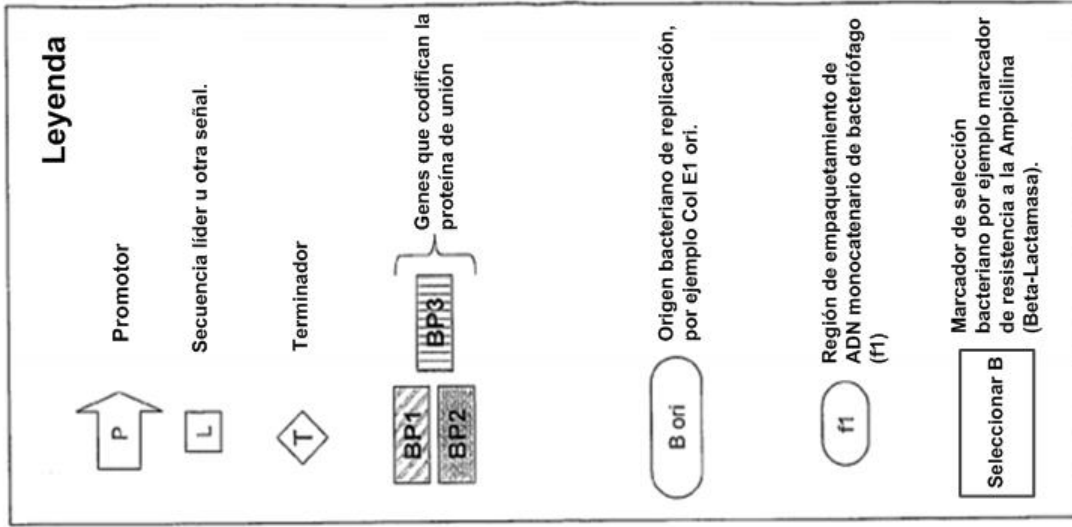 Leyenda
P
Promotor
L
Secuencia líder u otra señal.
T
Terminador
BP1
BP2
BP3
Genes que codifican la
proteína de unión
B ori
Origen bacteriano de replicación,
por ejemplo Col E1 ori.
f1
Región de empaquetamiento de
ADN monocatenario de bacteriófago
(f1)
Seleccionar B
Marcador de selección
bacteriano por ejemplo marcador
de resistencia a la Ampicilina
(Beta-Lactamasa).